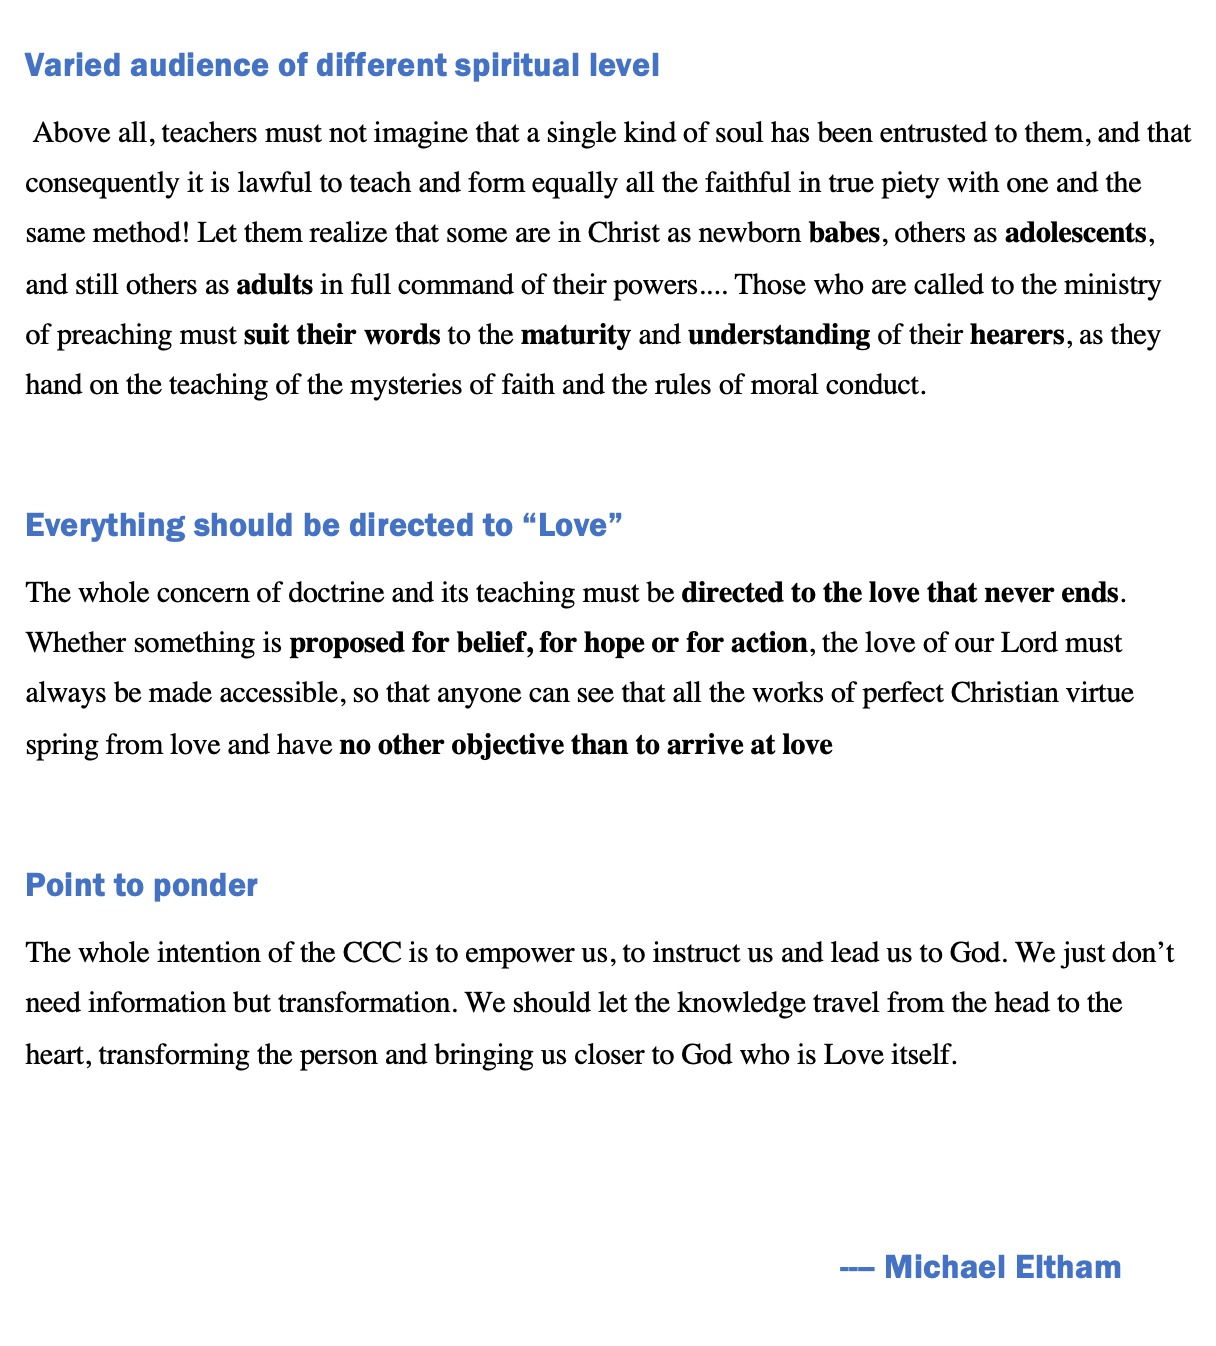 Varied audience of different spiritual level
Above all, teachers must not imagine that a single kind of soul has been entrusted to them, and that
consequently it is lawful to teach and form equally all the faithful in true piety with one and the
same method! Let them realize that some are in Christ as newborn babes, others as adolescents,
and still others as adults in full command of their powers.... Those who are called to the ministry
of preaching must suit their words to the maturity and understanding of their hearers, as they
hand on the teaching of the mysteries of faith and the rules of moral conduct.
Everything should be directed to “Love”
The whole concern of doctrine and its teaching must be directed to the love that never ends.
Whether something is proposed for belief, for hope or for action, the love of our Lord must
always be made accessible, so that anyone can see that all the works of perfect Christian virtue
spring from love and have no other objective than to arrive at love
Point to ponder
The whole intention of the CCC is to empower us, to instruct us and lead us to God. We just don’t
need information but transformation. We should let the knowledge travel from the head to the
heart, transforming the person and bringing us closer to God who is Love itself.
–– Michael Eltham